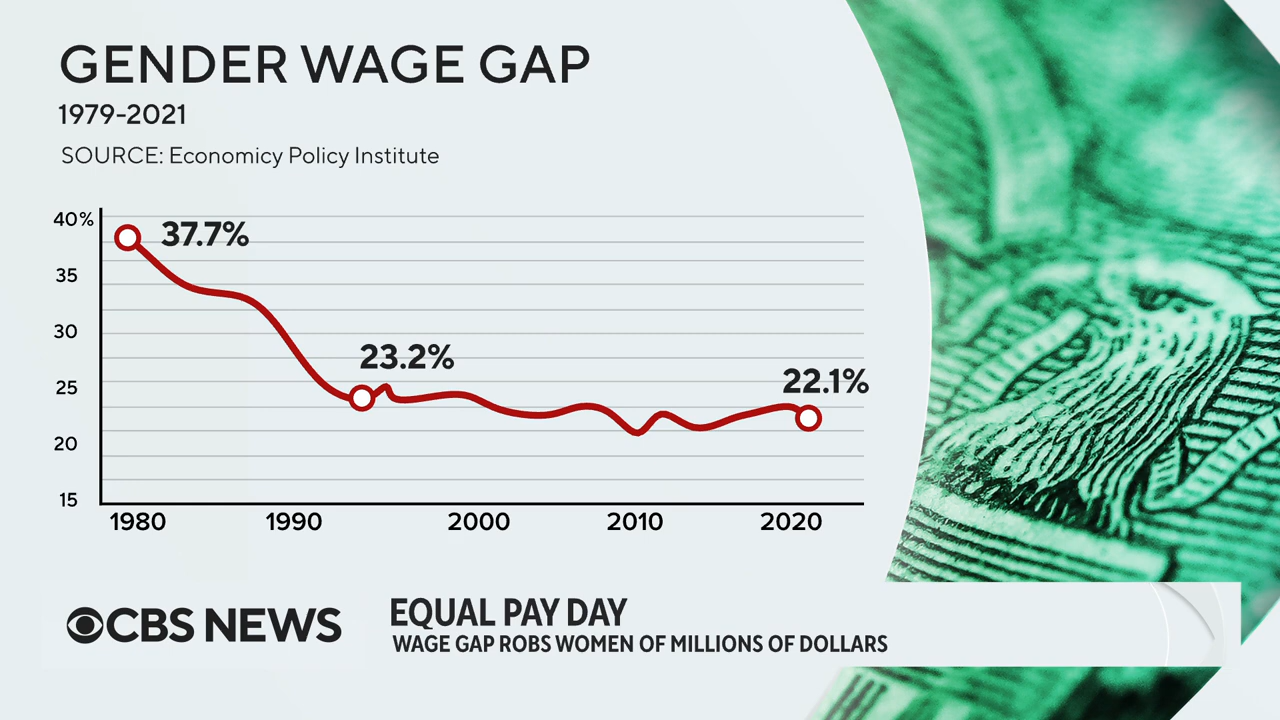 GENDER WAGE GAP
1979-2021
SOURCE: Economicy Policy Institute
40%
37.7%
35
30
23.2%
25
22.1%
20
15
1980 1990 2000 2010 2020
CBS NEWS
EQUAL PAY DAY
WAGE GAP ROBS WOMEN OF MILLIONS OF DOLLARS